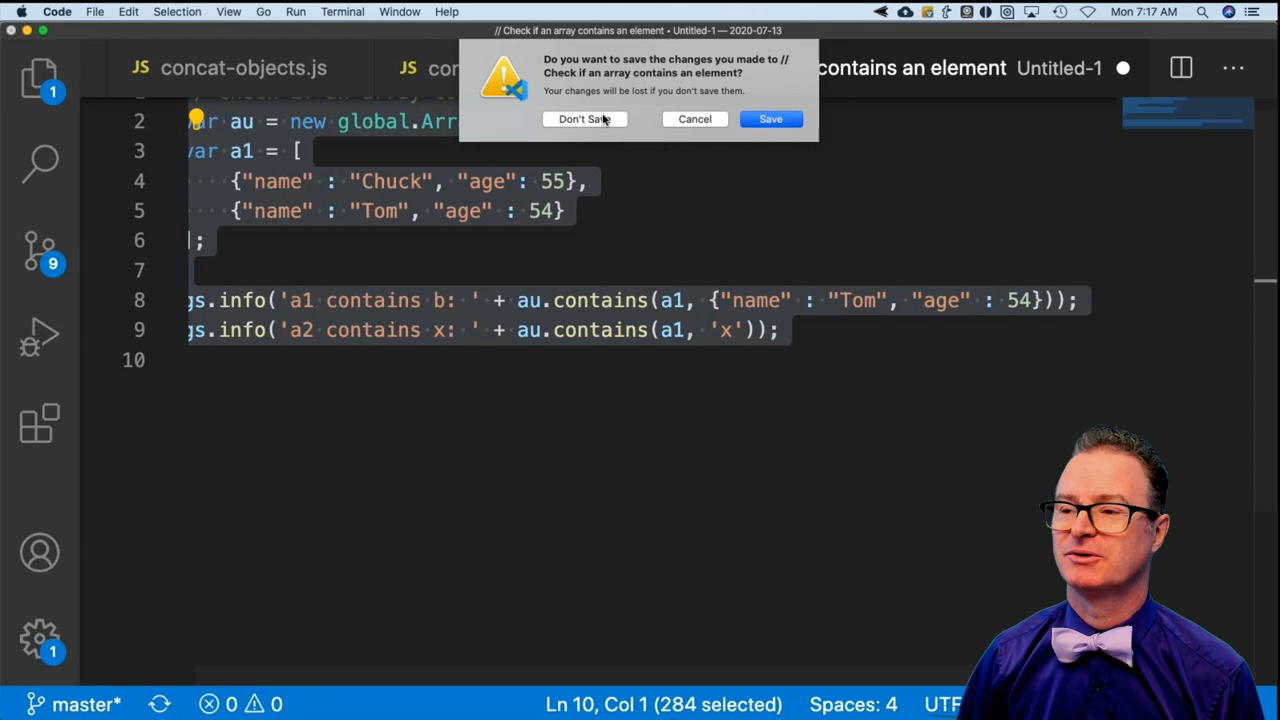 Code File Edit Selection View Go Run Terminal Window Help Mon 7:17 AM
// Check if an array contains an element • Untitled-1 — 2020-07-13
JS concat-objects.js
JS
contains an element Untitled-1
Do you want to save the changes you made to //
Check if an array contains an element?
Your changes will be lost if you don't save them.
Don't Save Cancel Save
2 var au = new global.Arr
3 var a1 = [
4 {"name" : "Chuck", "age": 55},
5 {"name" : "Tom", "age" : 54}
6 ];
7
8 gs.info('a1 contains b: ' + au.contains(a1, {"name" : "Tom", "age" : 54}));
9 gs.info('a2 contains x: ' + au.contains(a1, 'x'));
10
1
9
1
master* 0 0 Ln 10, Col 1 (284 selected) Spaces: 4 UTF